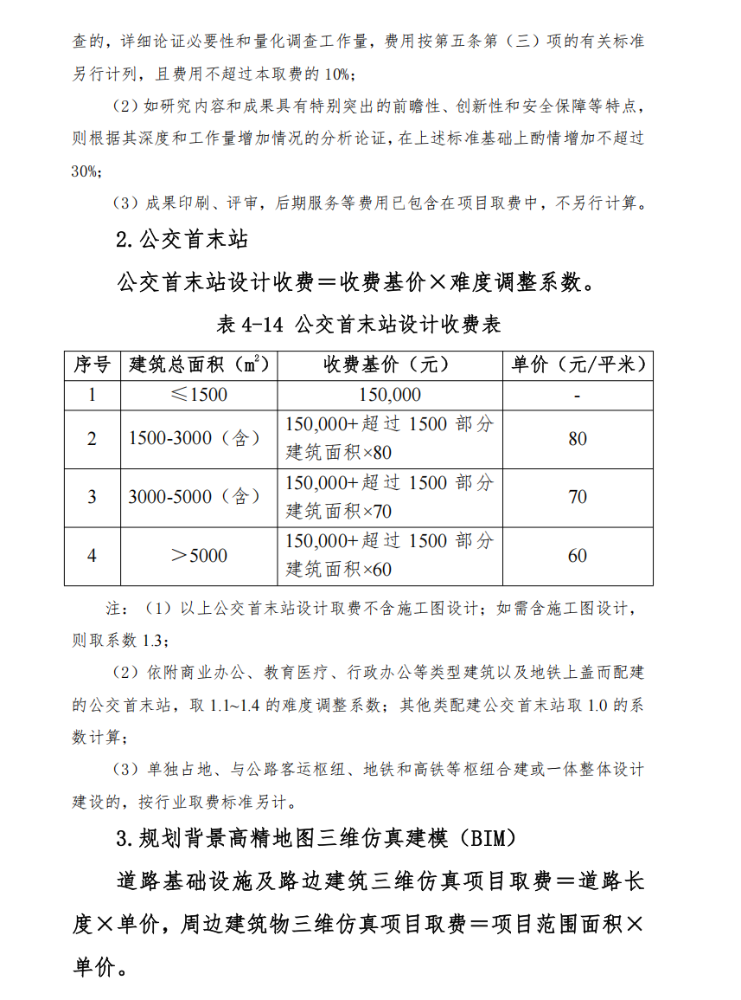 查的，详细论证必要性和量化调查工作量，费用按第五条第（三）项的有关标准
另行计列，且费用不超过本取费的 10%；
（2）如研究内容和成果具有特别突出的前瞻性、创新性和安全保障等特点，
则根据其深度和工作量增加情况的分析论证，在上述标准基础上酌情增加不超过
30%；
（3）成果印刷、评审，后期服务等费用已包含在项目取费中，不另行计算。
2.公交首末站
公交首末站设计收费＝收费基价×难度调整系数。
表 4-14 公交首末站设计收费表
序号 建筑总面积（m²） 收费基价（元） 单价（元/平米）
1 ≤1500 150,000 -
2 1500-3000（含） 150,000+超过 1500 部分
建筑面积×80 80
3 3000-5000（含） 150,000+超过 1500 部分
建筑面积×70 70
4 ＞5000 150,000+超过 1500 部分
建筑面积×60 60
注：（1）以上公交首末站设计取费不含施工图设计；如需含施工图设计，
则取系数 1.3；
（2）依附商业办公、教育医疗、行政办公等类型建筑以及地铁上盖而配建
的公交首末站，取 1.1~1.4 的难度调整系数；其他类配建公交首末站取 1.0 的系
数计算；
（3）单独占地、与公路客运枢纽、地铁和高铁等枢纽合建或一体整体设计
建设的，按行业取费标准另计。
3.规划背景高精地图三维仿真建模（BIM）
道路基础设施及路边建筑三维仿真项目取费＝道路长
度×单价，周边建筑物三维仿真项目取费＝项目范围面积×
单价。